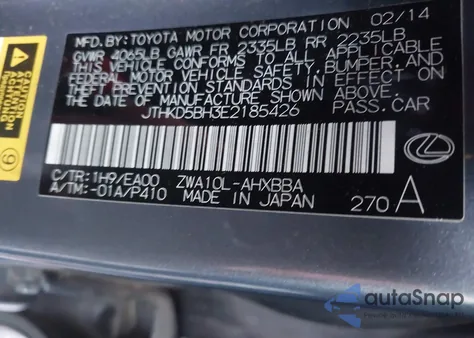 MFD. BY: TOYOTA MOTOR CORPORATION 02/14
GVWR 4065LB GAWR FR 2335LB RR 2235LB
THIS VEHICLE CONFORMS TO ALL APPLICABLE
FEDERAL MOTOR VEHICLE SAFETY, BUMPER, AND
THEFT PREVENTION STANDARDS IN EFFECT ON
THE DATE OF MANUFACTURE SHOWN ABOVE.
JTHKD5BH3E2185426 PASS.CAR
C/TR: 1H9/EA00 ZWA10L-AHXBBA
A/TM: -01A/P410 MADE IN JAPAN 270 A
CAUTION
9
autoSnap